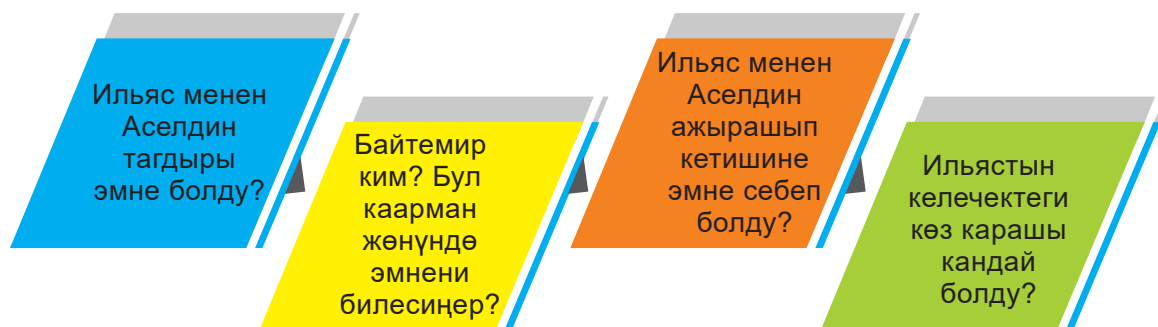 Ильяс менен
Аселдин
тагдыры
эмне болду?
Байтемир
ким? Бул
каарман
жөнүндө
эмнени
билесиңер?
Ильяс менен
Аселдин
ажырашып
кетишине
эмне себеп
болду?
Ильястын
келечектеги
көз карашы
кандай
болду?